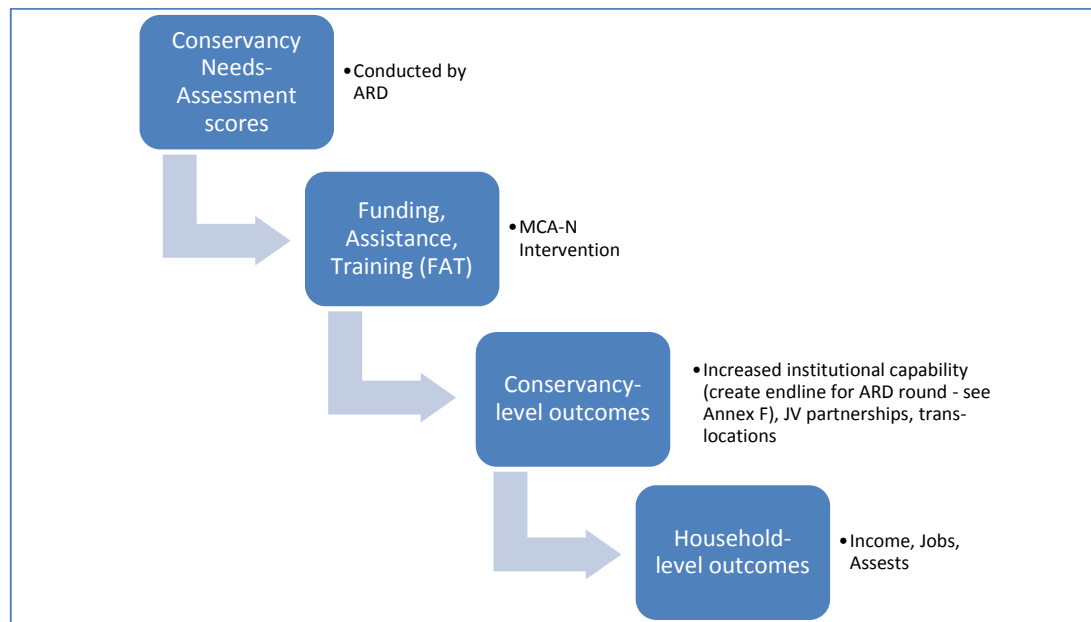 Conservancy
Needs-
Assessment
scores
•Conducted by
ARD
Funding,
Assistance,
Training (FAT)
•MCA-N
Intervention
Conservancy-
level outcomes
•Increased institutional capability
(create endline for ARD round - see
Annex F), JV partnerships, trans-
locations
Household-
level outcomes
•Income, Jobs,
Assests